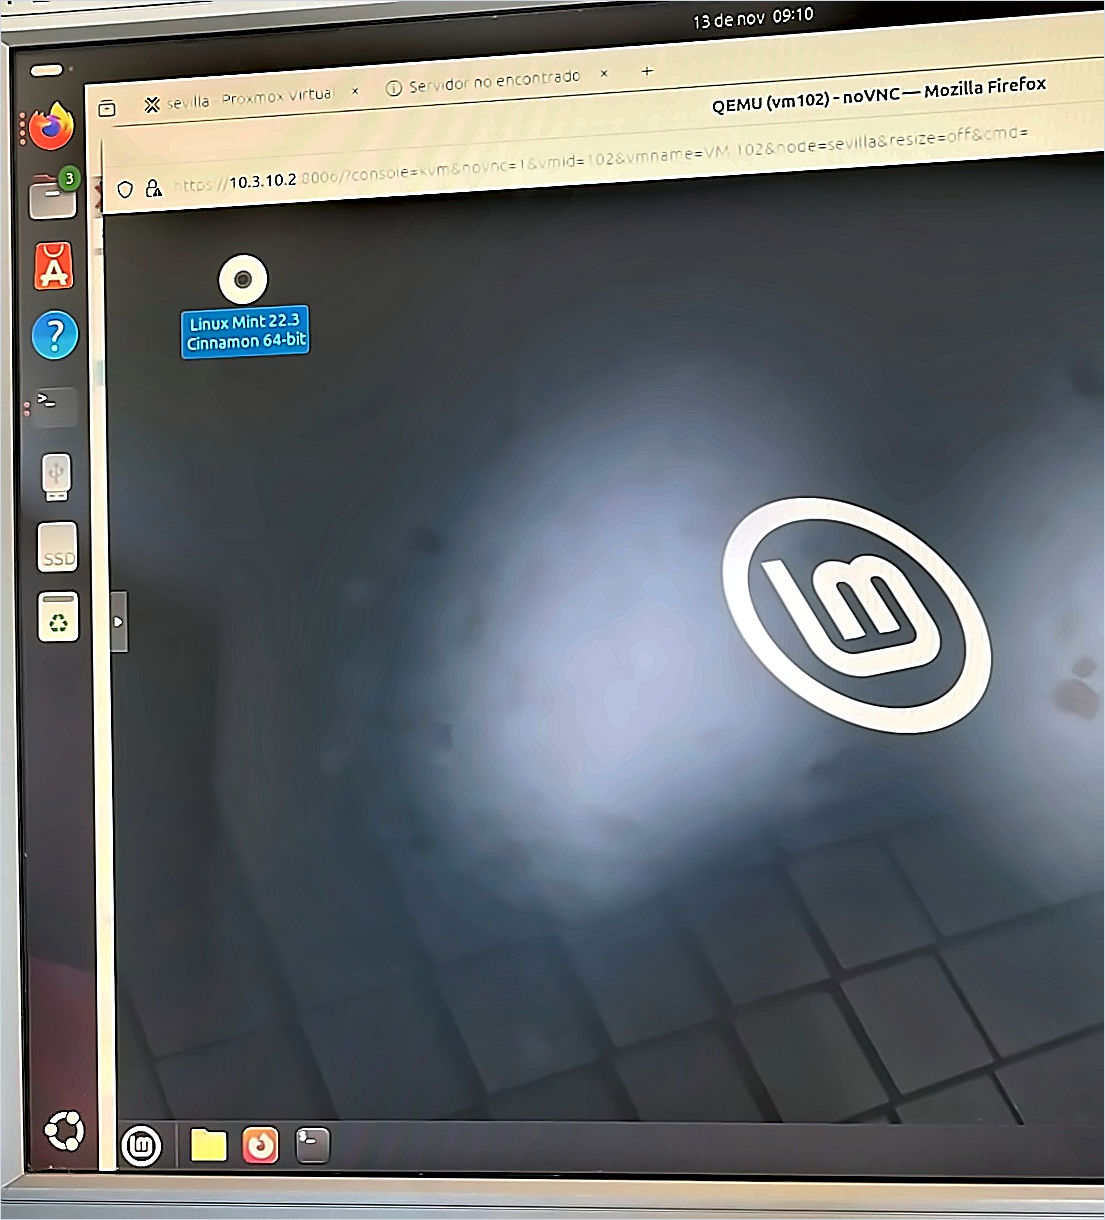 13 de nov 09:10
sevilla - Proxmox Virtual
Servidor no encontrado
QEMU (vm102) - noVNC — Mozilla Firefox
https://10.3.10.2:8006/?console=kvm&novnc=1&vmid=102&vmname=VM 102&node=sevilla&resize=off&cmd=
3
Linux Mint 22.3
Cinnamon 64-bit
SSD